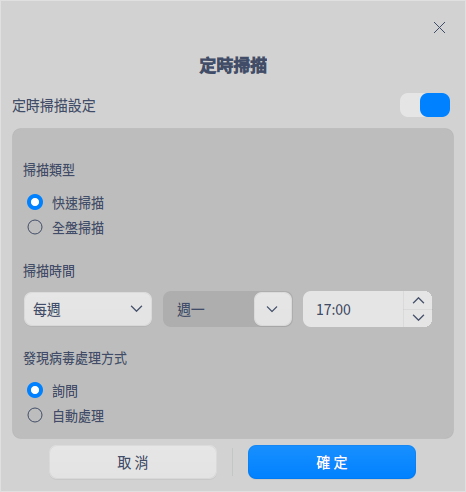 定時掃描
定時掃描設定
掃描類型
快速掃描
全盤掃描
掃描時間
每週 週一 17:00
發現病毒處理方式
詢問
自動處理
取消 確定